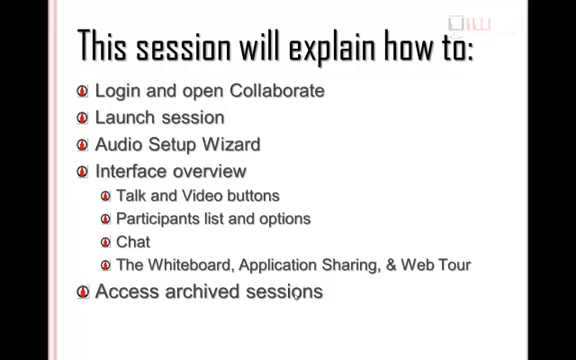 This session will explain how to:
Login and open Collaborate
Launch session
Audio Setup Wizard
Interface overview
Talk and Video buttons
Participants list and options
Chat
The Whiteboard, Application Sharing, & Web Tour
Access archived sessions